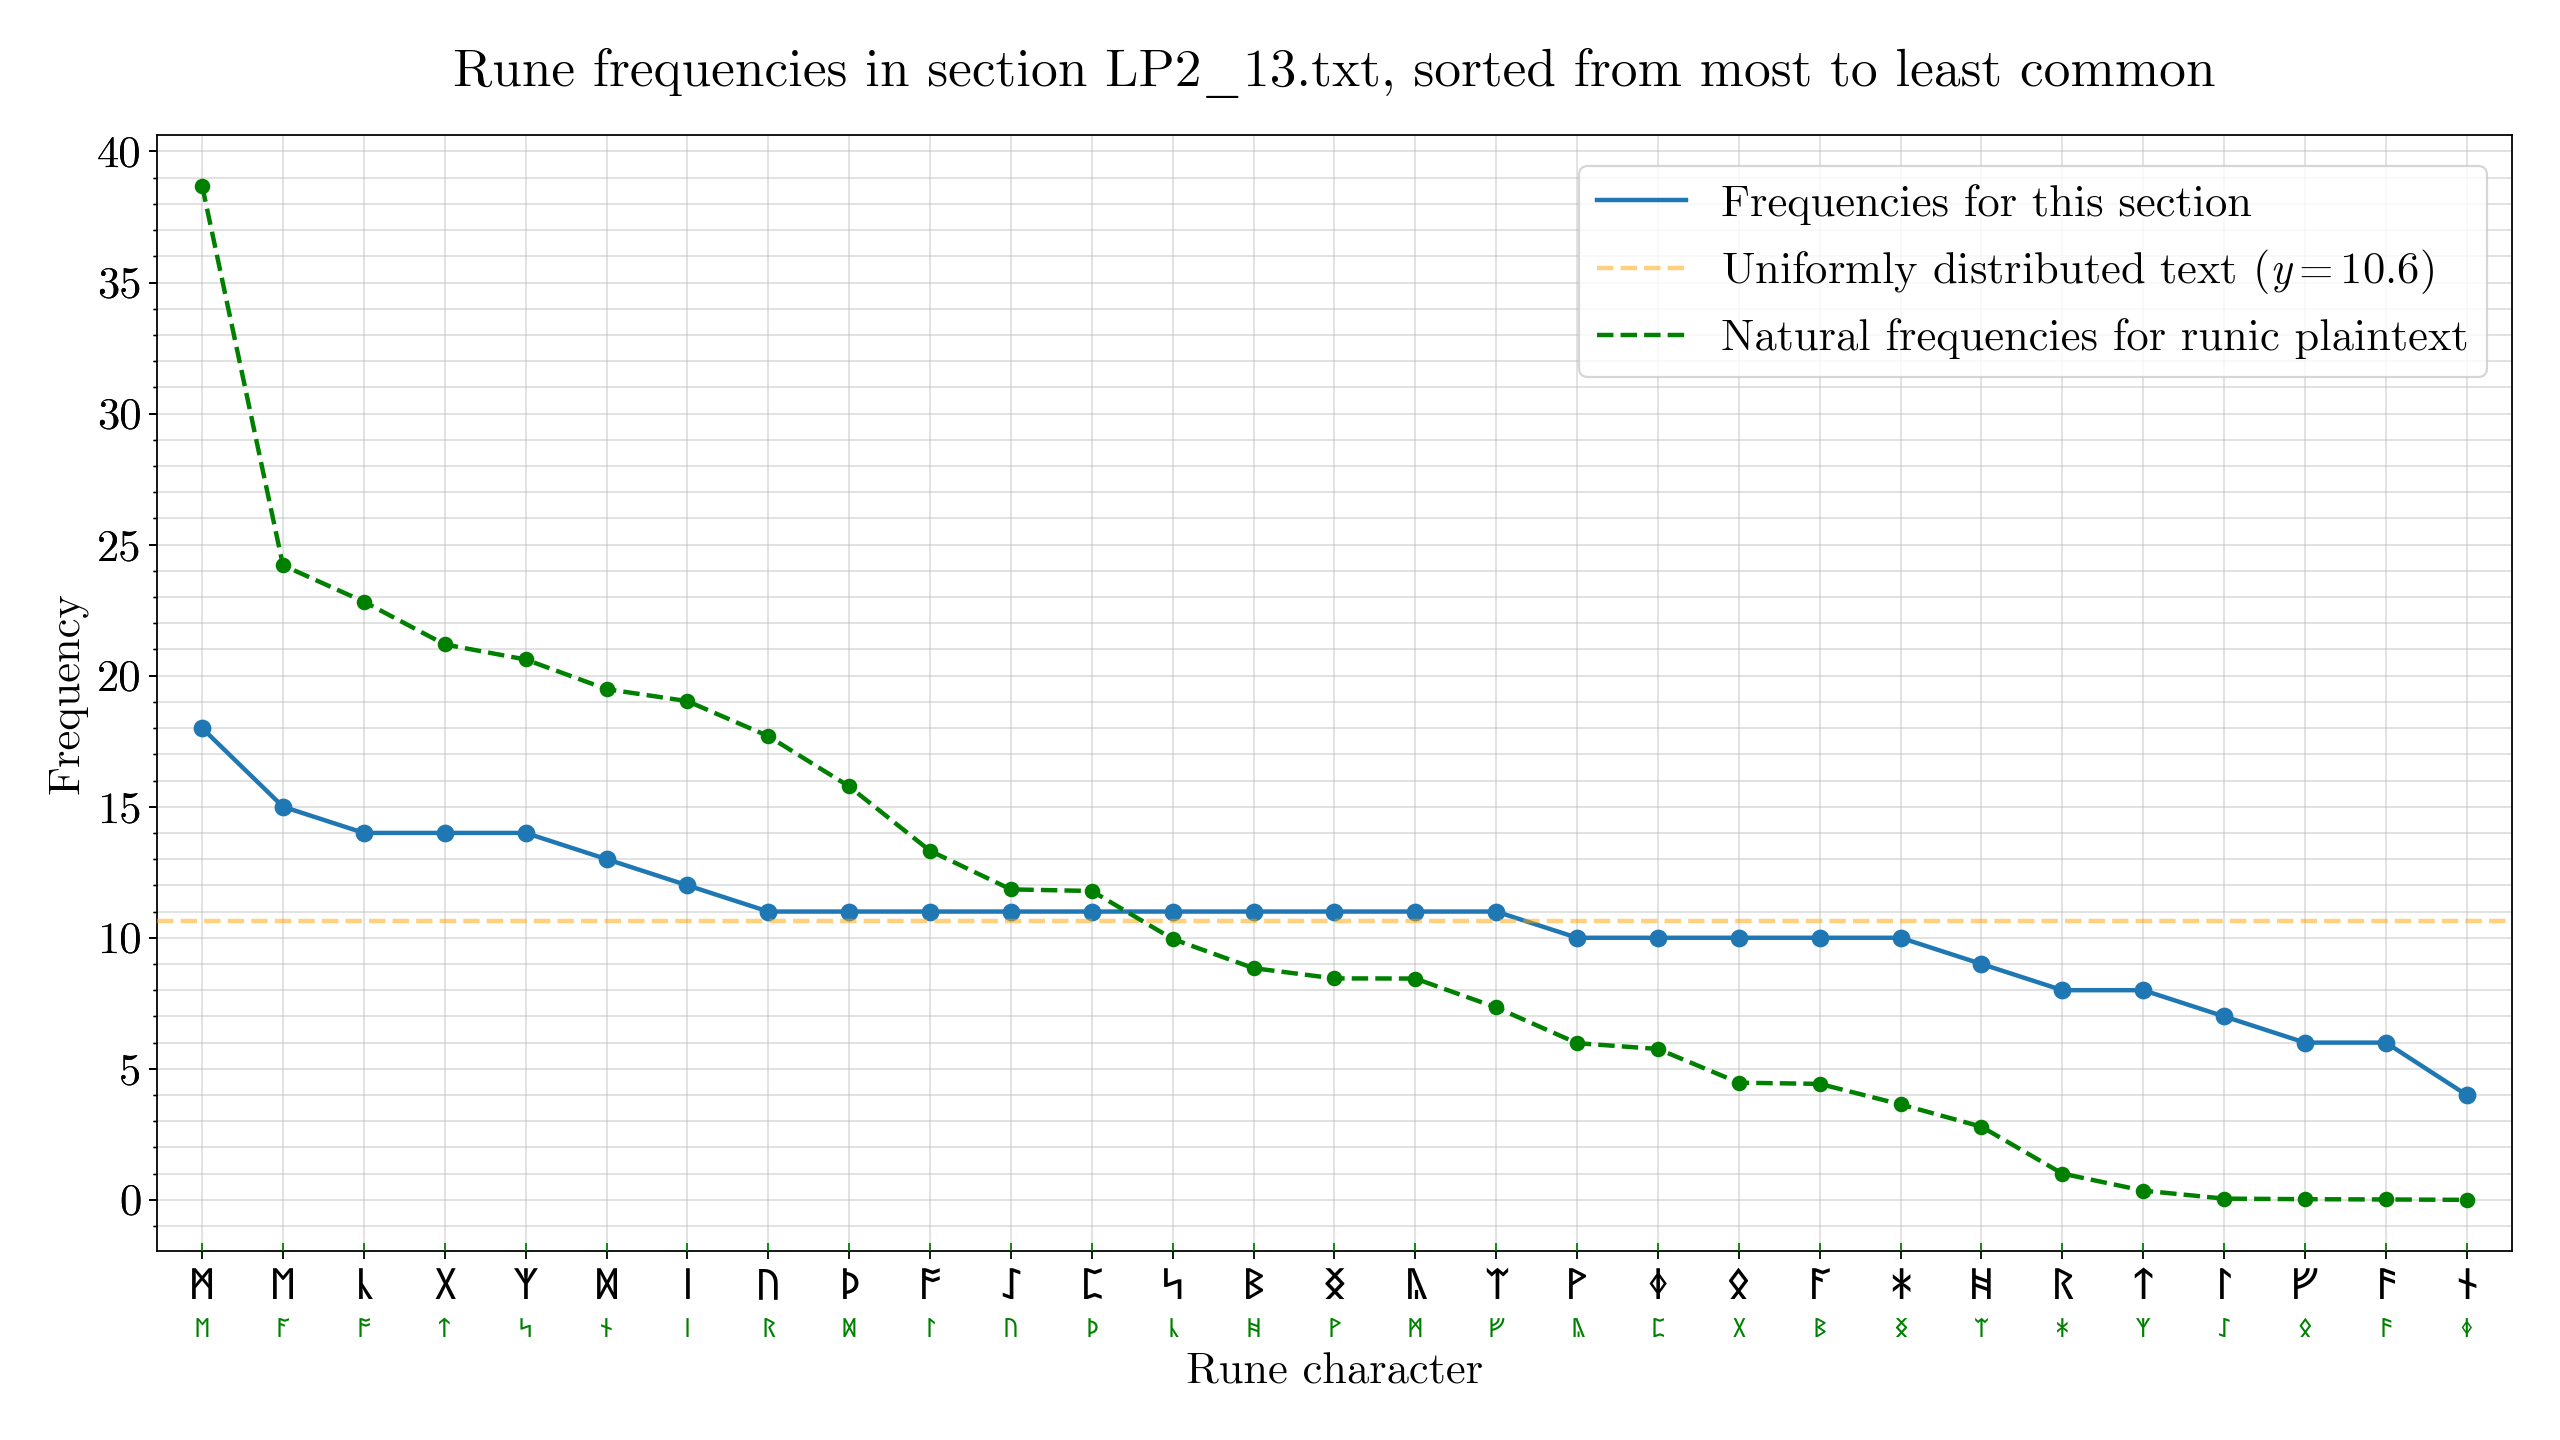 Rune frequencies in section LP2_13.txt, sorted from most to least common
40
35
30
25
20
15
10
5
0
Frequency
Frequencies for this section
Uniformly distributed text (y = 10.6)
Natural frequencies for runic plaintext
ᛗ ᛖ ᚳ ᚷ ᛉ ᛞ ᛁ ᚢ ᚦ ᚩ ᛇ ᛈ ᛋ ᛒ ᛝ ᚣ ᛠ ᚹ ᛄ ᛟ ᚪ ᛡ ᚻ ᚱ ᛏ ᛚ ᚠ ᚫ ᚾ
ᛖ ᚪ ᚩ ᛏ ᛋ ᚾ ᛁ ᚱ ᛞ ᛚ ᚢ ᚦ ᚳ ᚻ ᚹ ᛗ ᚠ ᚣ ᛈ ᚷ ᛒ ᛝ ᛠ ᛡ ᛉ ᛇ ᛟ ᚫ ᛄ
Rune character